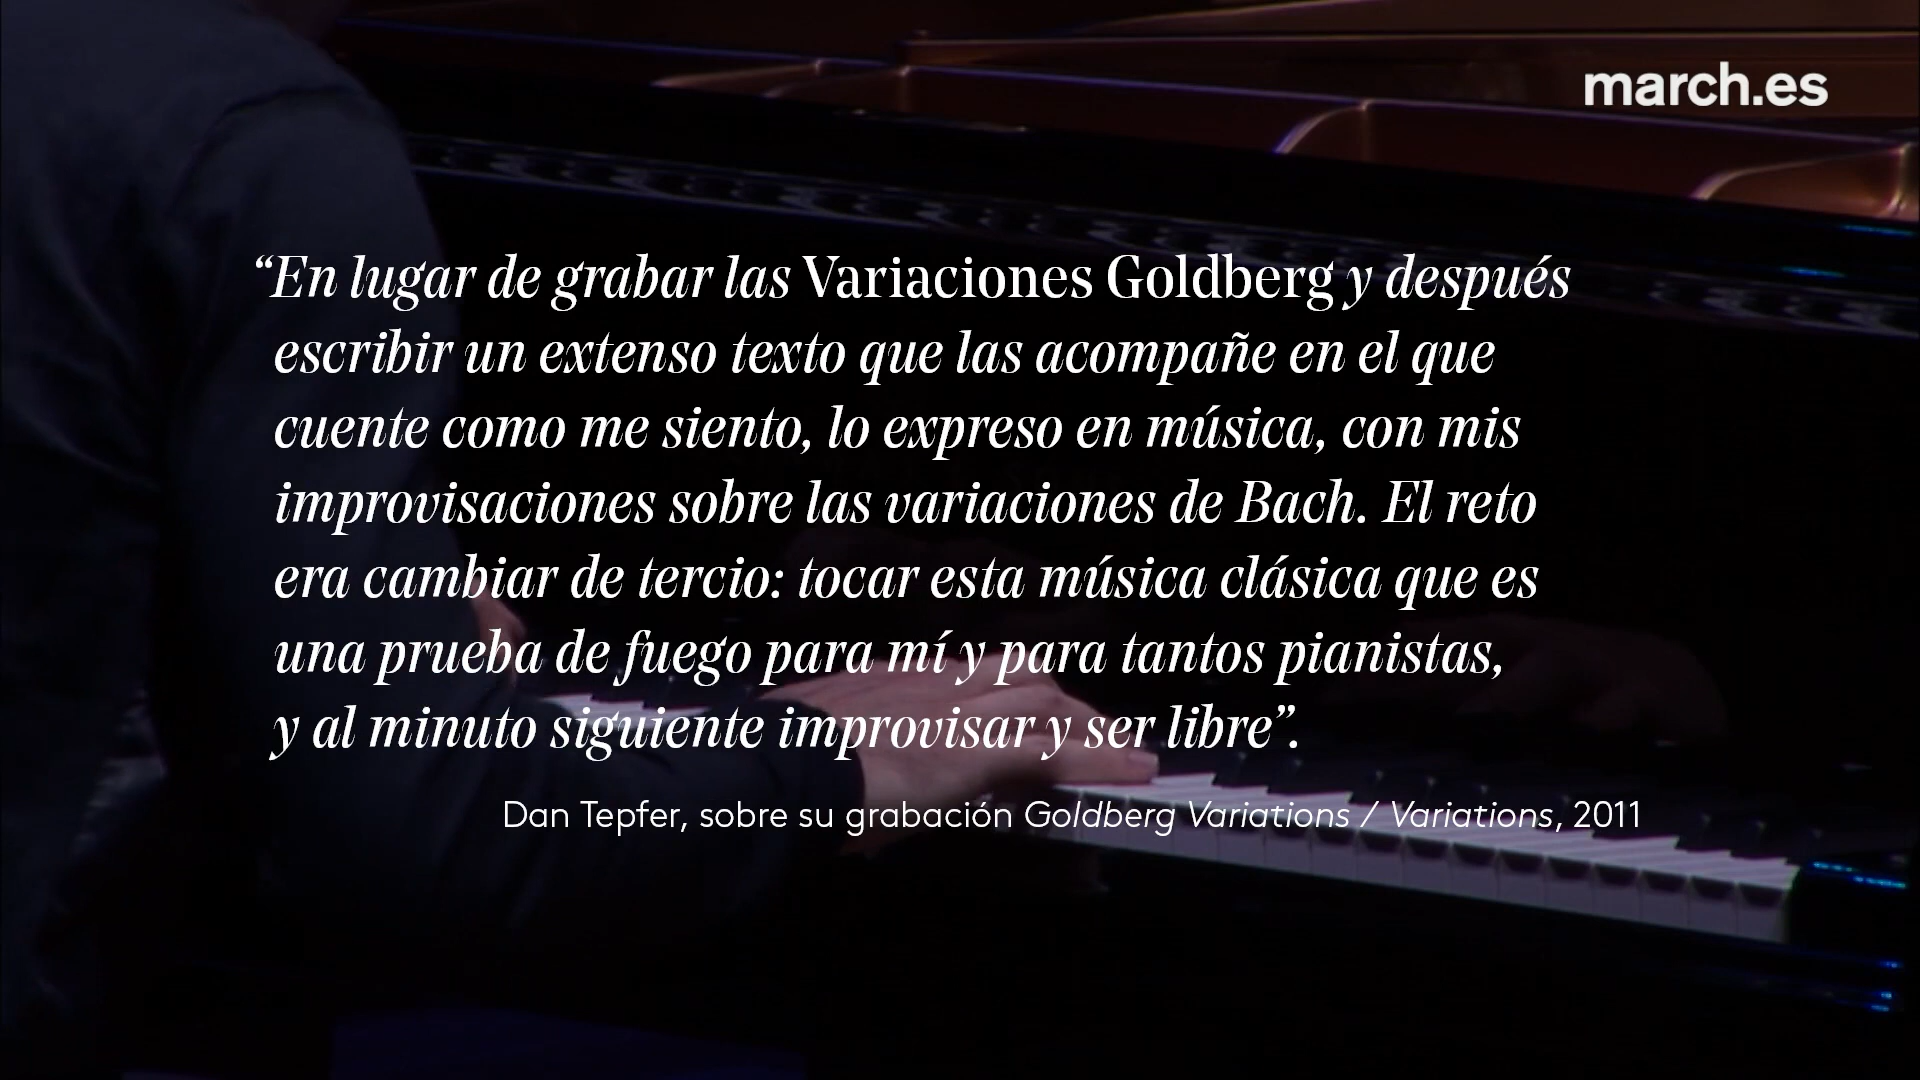 march.es
“En lugar de grabar las Variaciones Goldberg y después
escribir un extenso texto que las acompañe en el que
cuente como me siento, lo expreso en música, con mis
improvisaciones sobre las variaciones de Bach. El reto
era cambiar de tercio: tocar esta música clásica que es
una prueba de fuego para mí y para tantos pianistas,
y al minuto siguiente improvisar y ser libre”.
Dan Tepfer, sobre su grabación Goldberg Variations / Variations, 2011